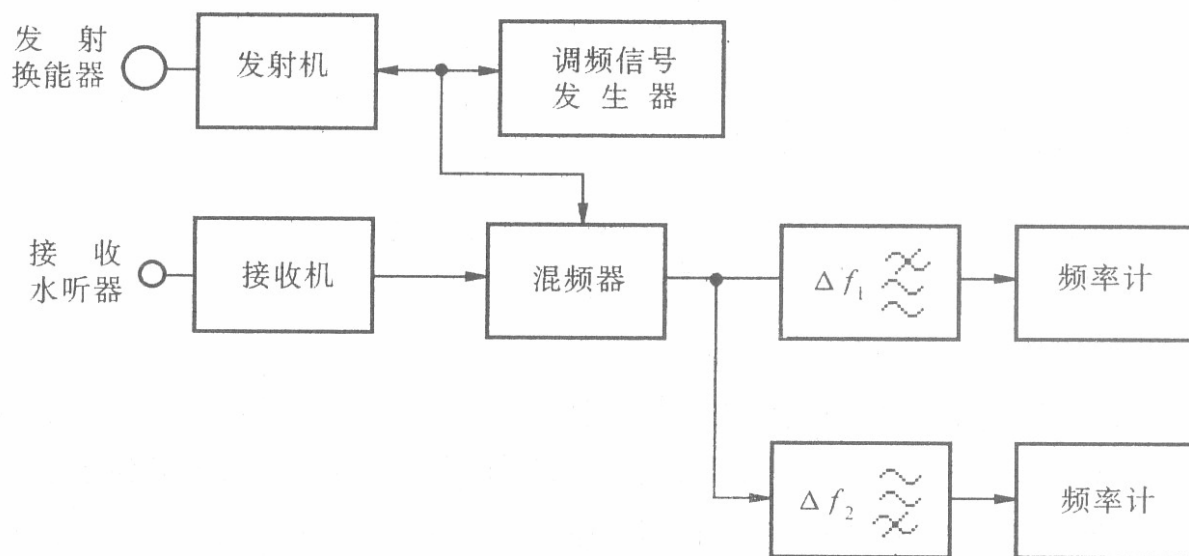 发 射
换能器
发射机
调频信号
发 生 器
接 收
水听器
接收机
混频器
Δf₁
频率计
Δf₂
频率计